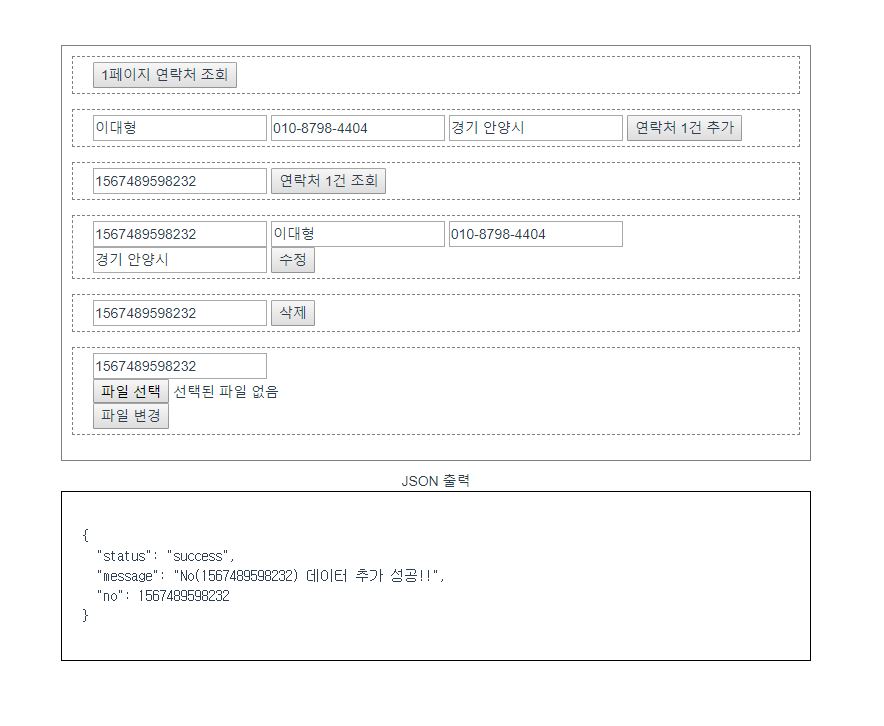 1페이지 연락처 조회
이대형 010-8798-4404 경기 안양시 연락처 1건 추가
1567489598232 연락처 1건 조회
1567489598232 이대형 010-8798-4404
경기 안양시 수정
1567489598232 삭제
1567489598232
파일 선택 선택된 파일 없음
파일 변경
JSON 출력
{
"status": "success",
"message": "No(1567489598232) 데이터 추가 성공!!",
"no": 1567489598232
}